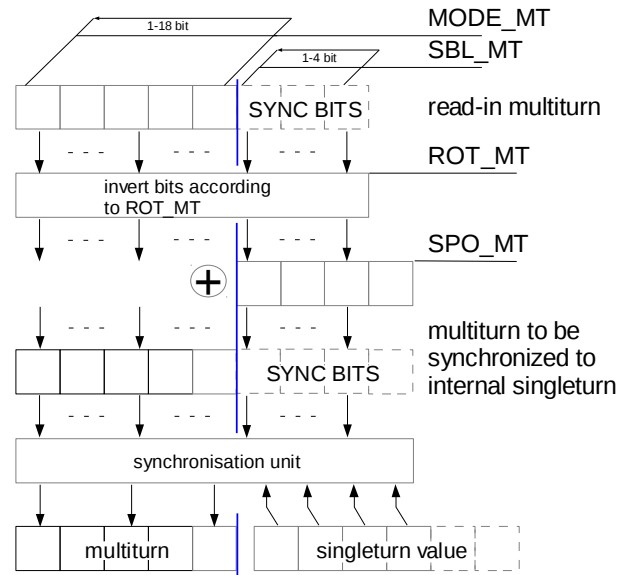 MODE_MT
1-18 bit
SBL_MT
1-4 bit
SYNC BITS
read-in multiturn
- - - - - - - - -
ROT_MT
invert bits according
to ROT_MT
- - - - - - - - -
SPO_MT
+
- - - - - - - - -
multiturn to be
synchronized to
internal singleturn
SYNC BITS
- - - - - - - - -
synchronisation unit
multiturn
singleturn value